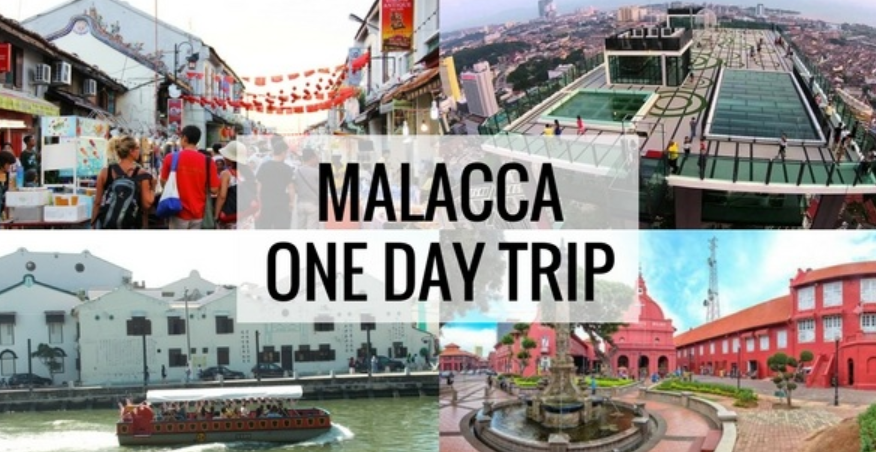 MALACCA
ONE DAY TRIP